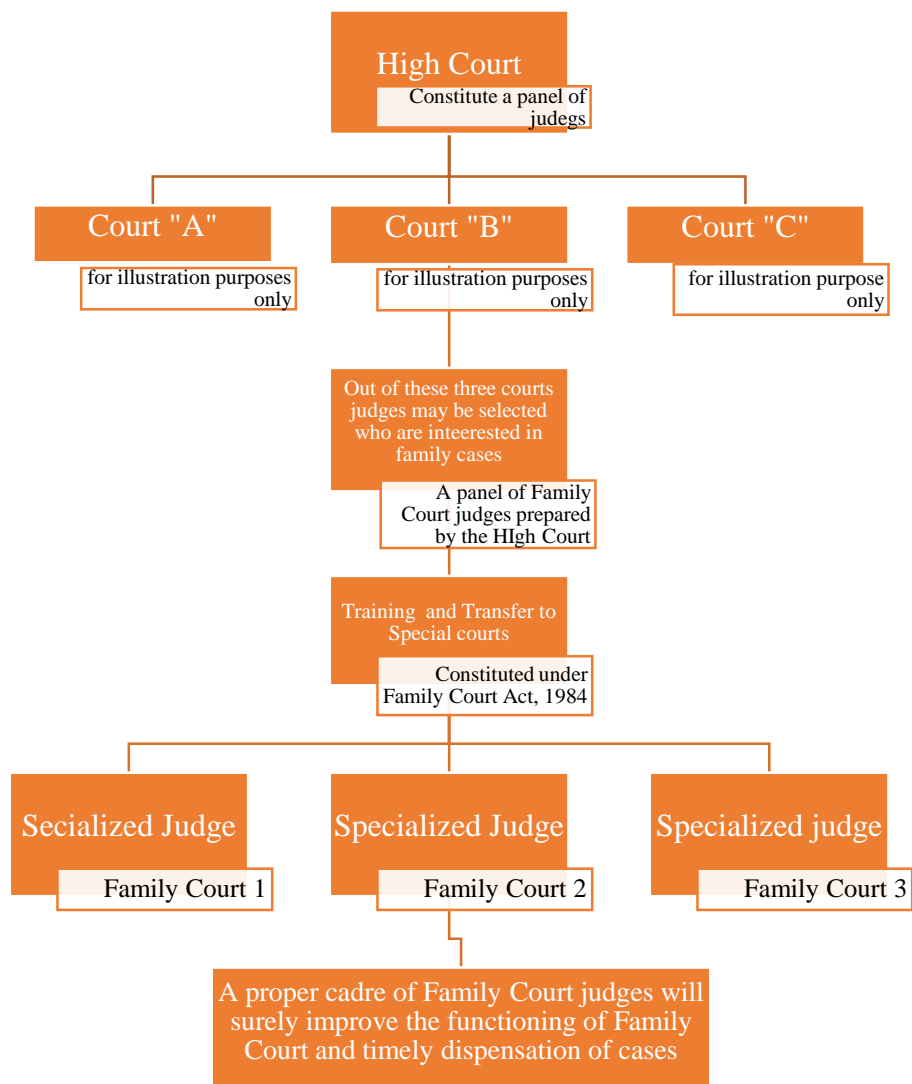 High Court
Constitute a panel of
judegs
Court "A"
for illustration purposes
only
Court "B"
for illustration purposes
only
Court "C"
for illustration purpose
only
Out of these three courts
judges may be selected
who are inteerested in
family cases
A panel of Family
Court judges prepared
by the HIgh Court
Training and Transfer to
Special courts
Constituted under
Family Court Act, 1984
Secialized Judge
Family Court 1
Specialized Judge
Family Court 2
Specialized judge
Family Court 3
A proper cadre of Family Court judges will
surely improve the functioning of Family
Court and timely dispensation of cases